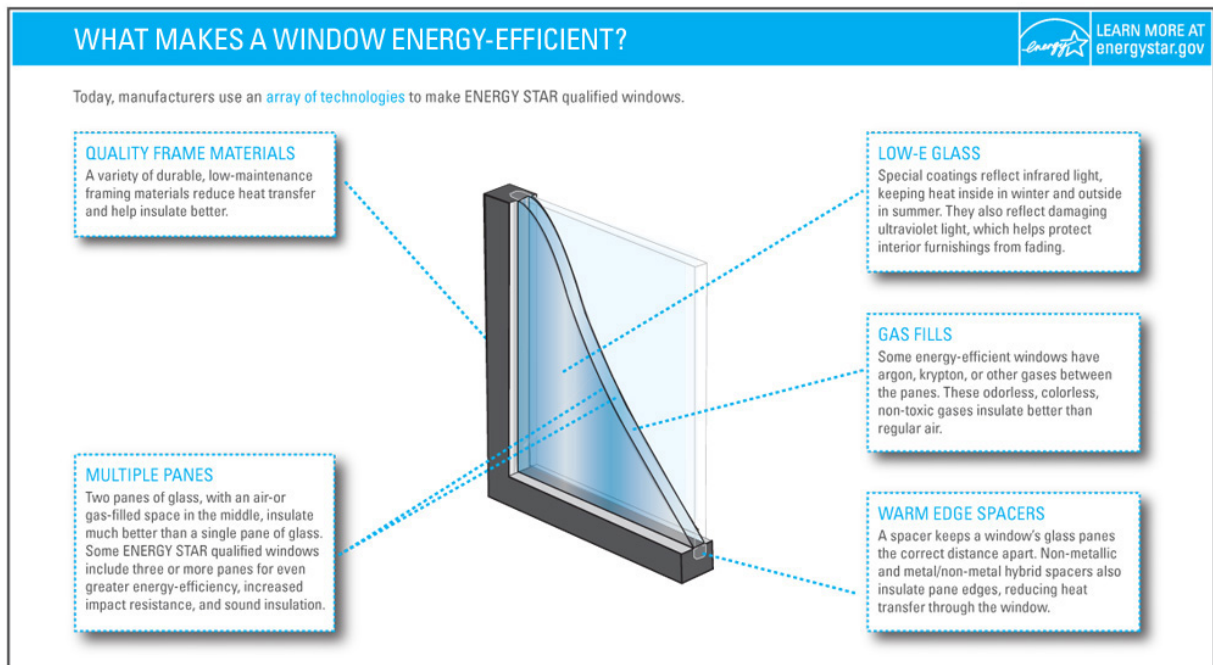 WHAT MAKES A WINDOW ENERGY-EFFICIENT?
energy
LEARN MORE AT
energystar.gov
Today, manufacturers use an array of technologies to make ENERGY STAR qualified windows.
QUALITY FRAME MATERIALS
A variety of durable, low-maintenance
framing materials reduce heat transfer
and help insulate better.
LOW-E GLASS
Special coatings reflect infrared light,
keeping heat inside in winter and outside
in summer. They also reflect damaging
ultraviolet light, which helps protect
interior furnishings from fading.
GAS FILLS
Some energy-efficient windows have
argon, krypton, or other gases between
the panes. These odorless, colorless,
non-toxic gases insulate better than
regular air.
MULTIPLE PANES
Two panes of glass, with an air-or
gas-filled space in the middle, insulate
much better than a single pane of glass.
Some ENERGY STAR qualified windows
include three or more panes for even
greater energy-efficiency, increased
impact resistance, and sound insulation.
WARM EDGE SPACERS
A spacer keeps a window's glass panes
the correct distance apart. Non-metallic
and metal/non-metal hybrid spacers also
insulate pane edges, reducing heat
transfer through the window.